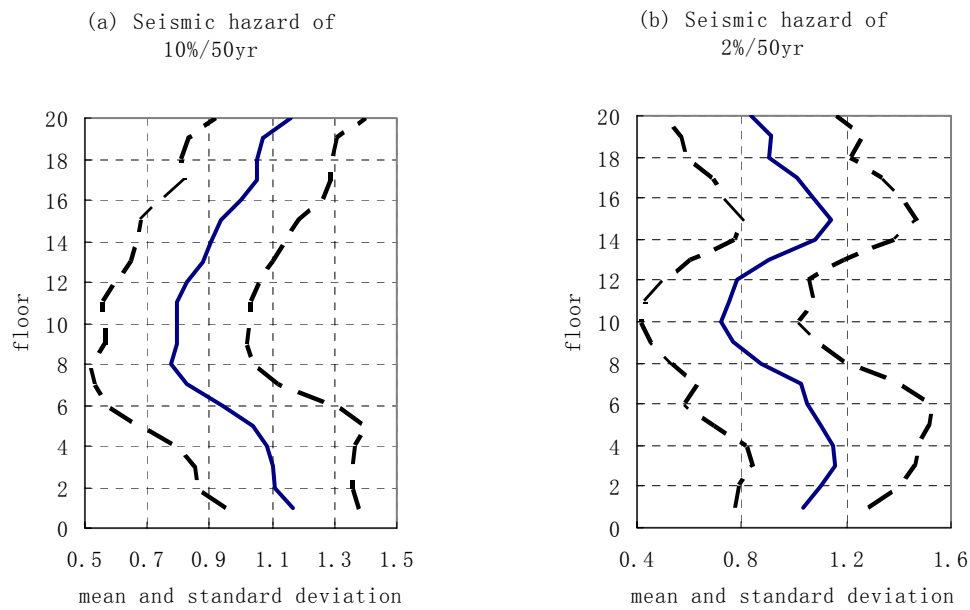 (a) Seismic hazard of
10%/50yr
20
18
16
14
12
10
8
6
4
2
0
floor
0.5 0.7 0.9 1.1 1.3 1.5
mean and standard deviation
(b) Seismic hazard of
2%/50yr
20
18
16
14
12
10
8
6
4
2
0
floor
0.4 0.8 1.2 1.6
mean and standard deviation